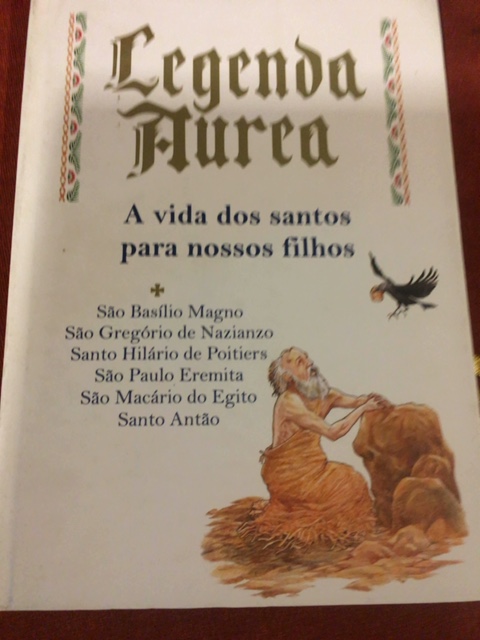 Legenda
Aurea
A vida dos santos
para nossos filhos
São Basílio Magno
São Gregório de Nazianzo
Santo Hilário de Poitiers
São Paulo Eremita
São Macário do Egito
Santo Antão